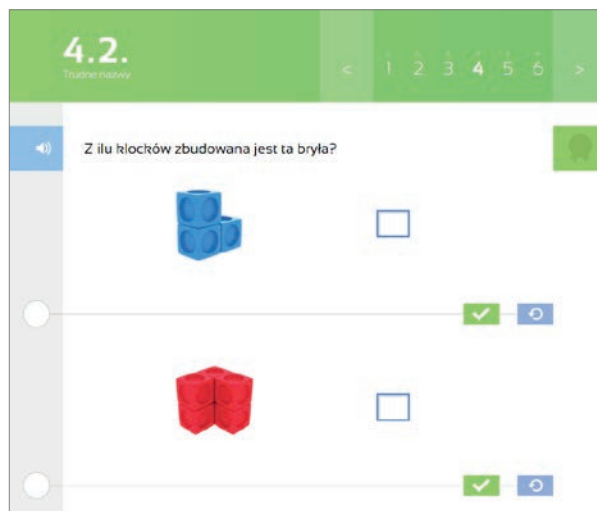 4.2.
Trudne nazwy
< 1 2 3 4 5 6 >
Z ilu klocków zbudowana jest ta bryła?